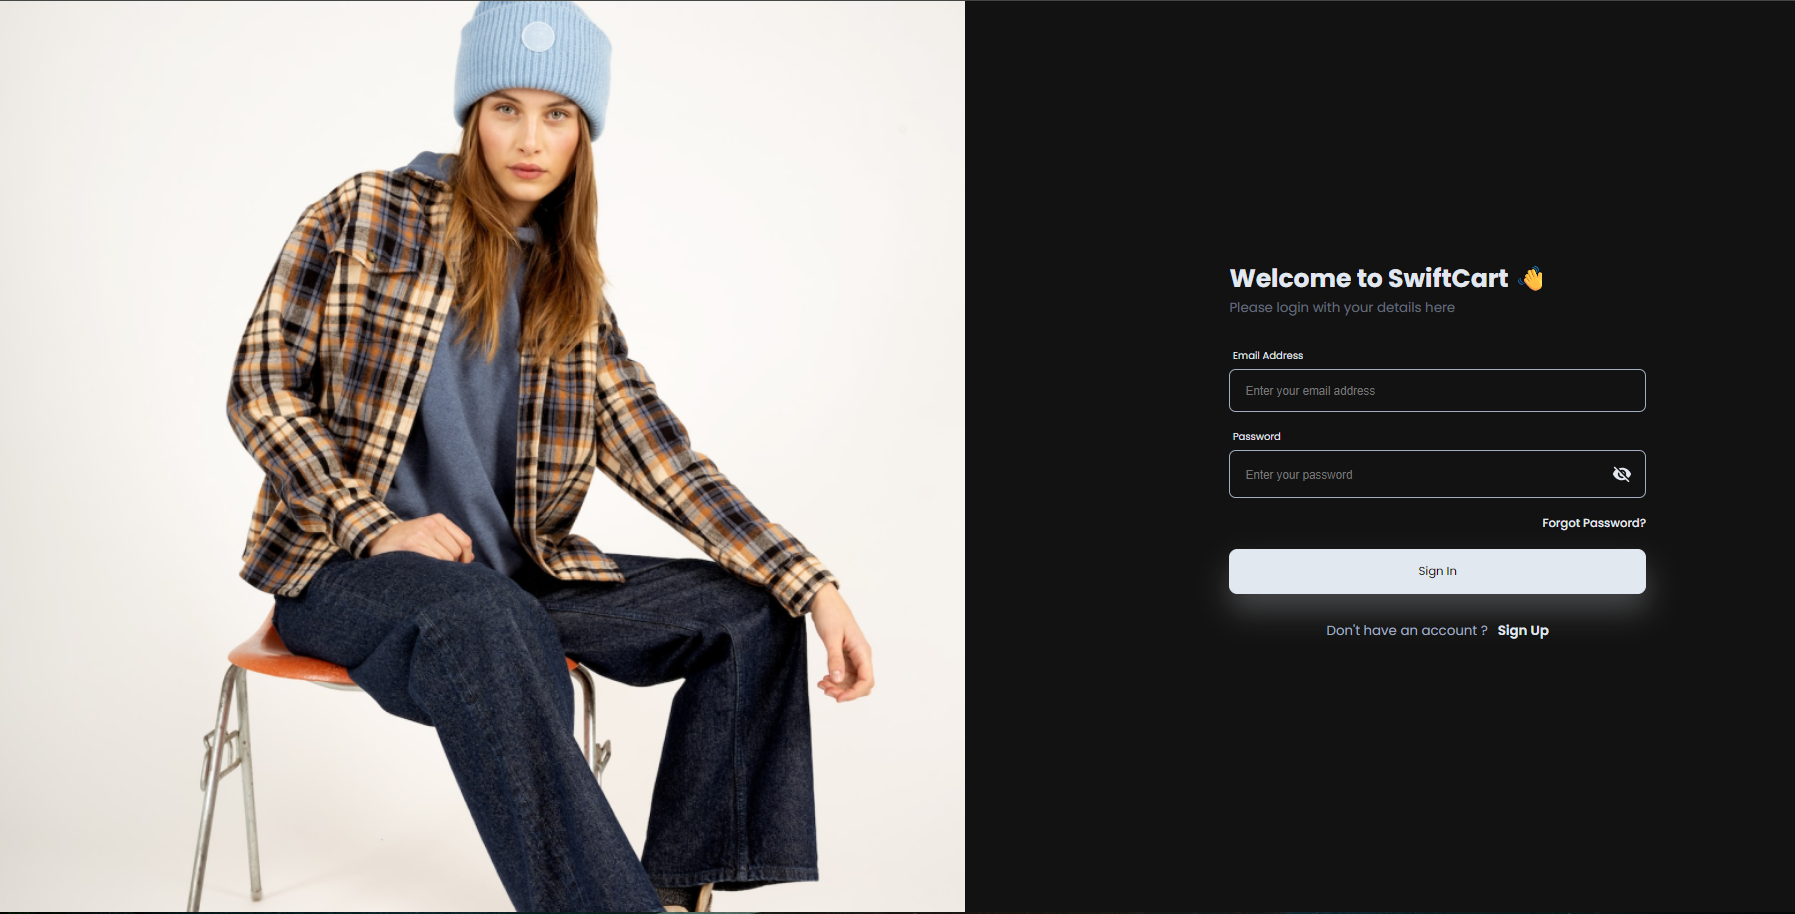 Welcome to SwiftCart 👋
Please login with your details here
Email Address
Enter your email address
Password
Enter your password
Forgot Password?
Sign In
Don't have an account ? Sign Up